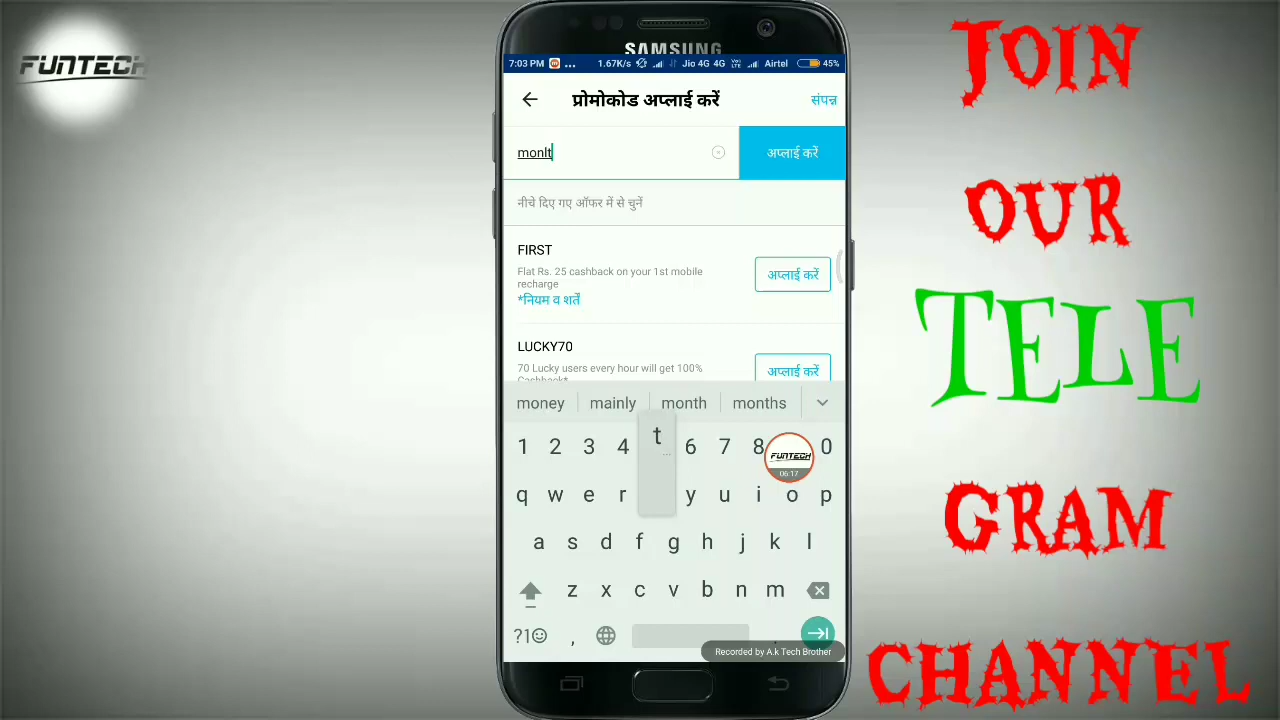 FUNTECH
JOIN
OUR
TELE
GRAM
CHANNEL
SAMSUNG
7:03 PM ... 1.67K/s Jio 4G 4G Airtel 45%
प्रोमोकोड अप्लाई करें संपन्न
monlt अप्लाई करें
नीचे दिए गए ऑफर में से चुनें
FIRST
Flat Rs. 25 cashback on your 1st mobile
recharge
अप्लाई करें
*नियम व शर्तें
LUCKY70
70 Lucky users every hour will get 100%
Cashback*
अप्लाई करें
money mainly month months
1 2 3 4 t 6 7 8 0
FUNTECH
06:17
q w e r y u i o p
a s d f g h j k l
z x c v b n m
?1 , .
Recorded by A.k Tech Brother